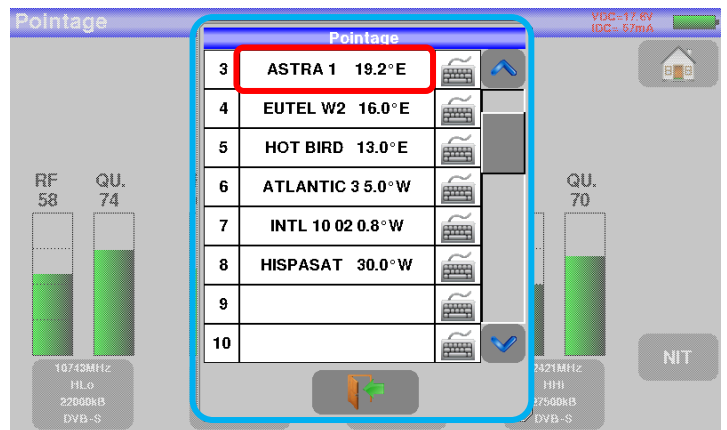 Pointage
VDC=17.6V
IDC= 57mA
Pointage
3 ASTRA 1 19.2°E
4 EUTEL W2 16.0°E
5 HOT BIRD 13.0°E
6 ATLANTIC 3 5.0°W
7 INTL 10 02 0.8°W
8 HISPASAT 30.0°W
9
10
RF QU.
58 74
QU.
70
10743MHz
HLo
22000kB
DVB-S
2421MHz
HHi
27500kB
DVB-S
NIT